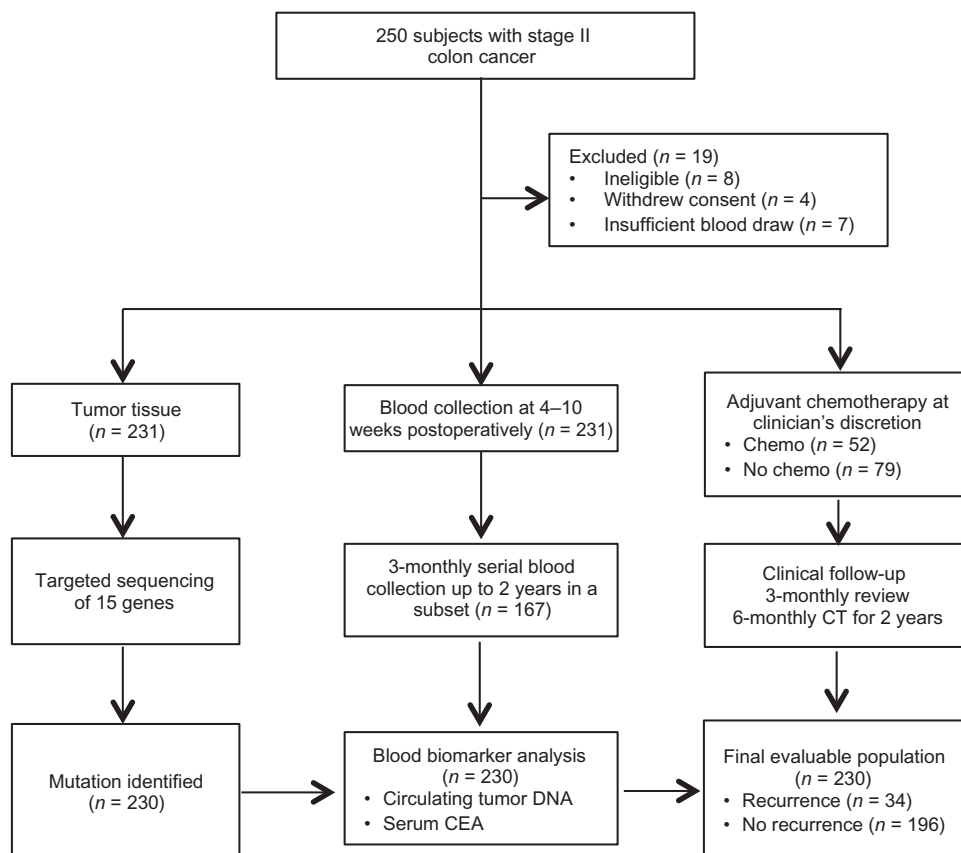 250 subjects with stage II
colon cancer
Excluded (n = 19)
• Ineligible (n = 8)
• Withdrew consent (n = 4)
• Insufficient blood draw (n = 7)
Tumor tissue
(n = 231)
Blood collection at 4–10
weeks postoperatively (n = 231)
Adjuvant chemotherapy at
clinician's discretion
• Chemo (n = 52)
• No chemo (n = 79)
Targeted sequencing
of 15 genes
3-monthly serial blood
collection up to 2 years in a
subset (n = 167)
Clinical follow-up
3-monthly review
6-monthly CT for 2 years
Mutation identified
(n = 230)
Blood biomarker analysis
(n = 230)
• Circulating tumor DNA
• Serum CEA
Final evaluable population
(n = 230)
• Recurrence (n = 34)
• No recurrence (n = 196)